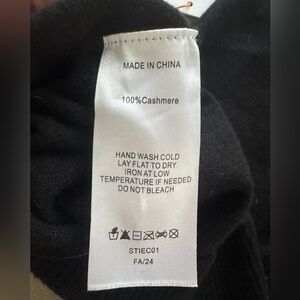 MADE IN CHINA
100%Cashmere
HAND WASH COLD
LAY FLAT TO DRY
IRON AT LOW
TEMPERATURE IF NEEDED
DO NOT BLEACH
STIEC01
FA/24